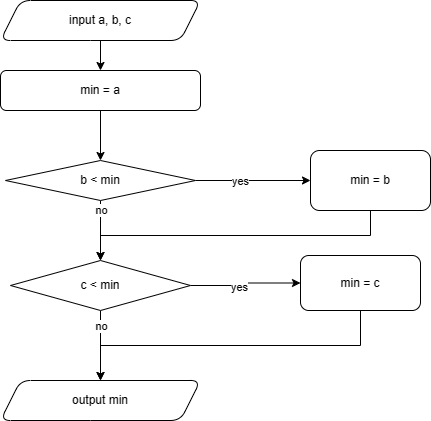 input a, b, c
min = a
b < min
yes
min = b
no
c < min
yes
min = c
no
output min